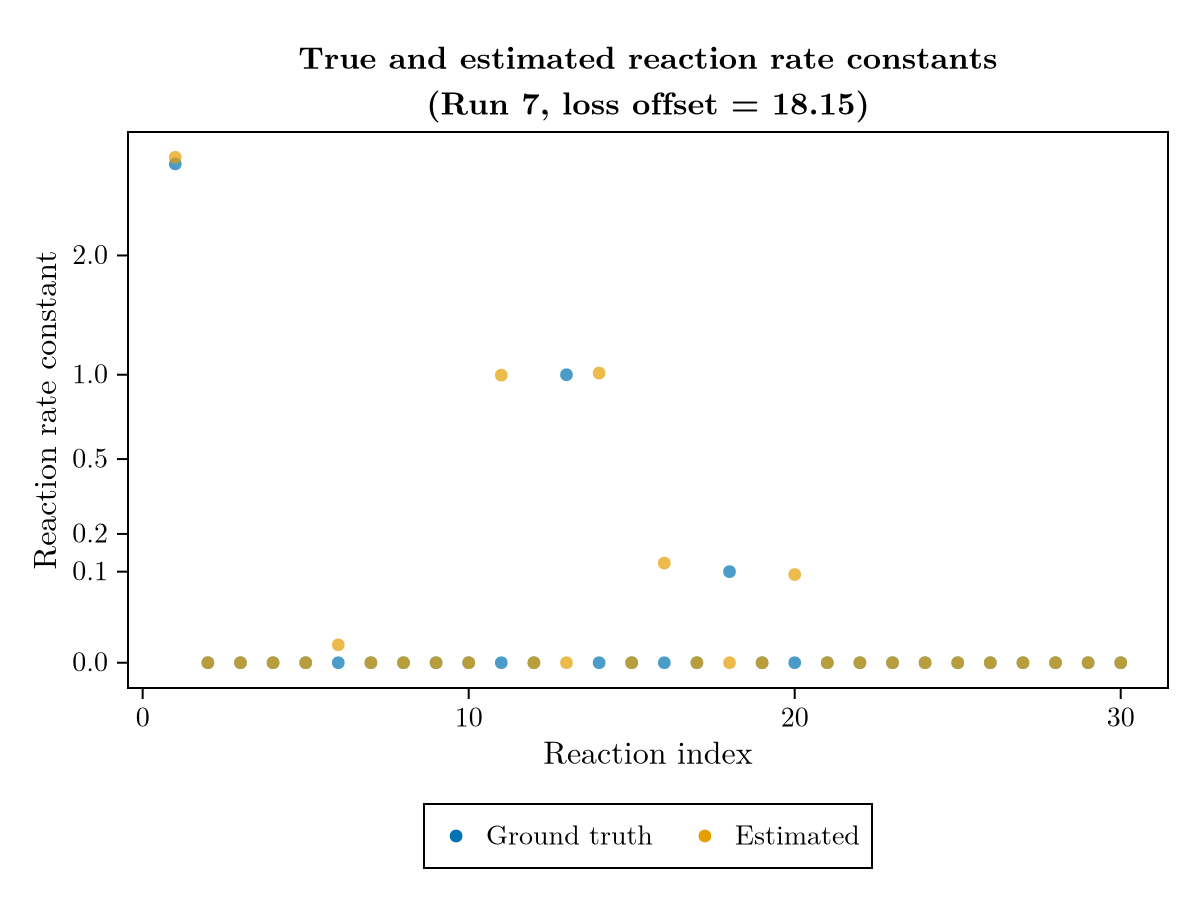 True and estimated reaction rate constants
(Run 7, loss offset = 18.15)
Reaction rate constant
2.0
1.0
0.5
0.2
0.1
0.0
0 10 20 30
Reaction index
Ground truth Estimated